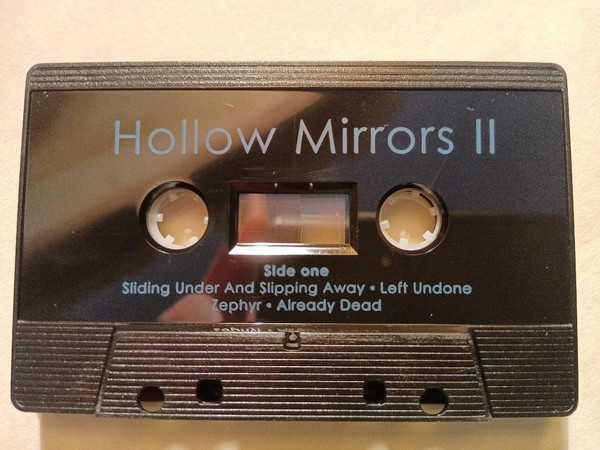 Hollow Mirrors II
Side one
Sliding Under And Slipping Away • Left Undone
Zephyr • Already Dead